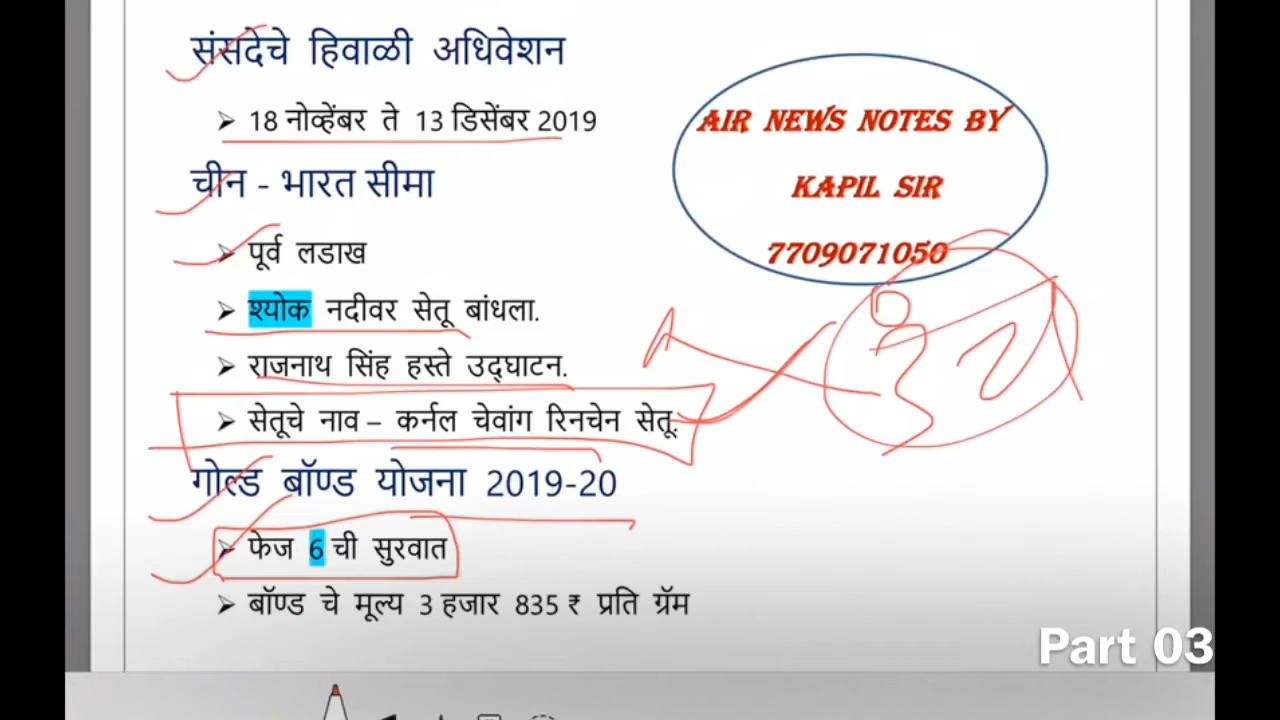 संसदेचे हिवाळी अधिवेशन
18 नोव्हेंबर ते 13 डिसेंबर 2019
चीन - भारत सीमा
पूर्व लडाख
श्योक नदीवर सेतू बांधला.
राजनाथ सिंह हस्ते उद्घाटन.
सेतूचे नाव – कर्नल चेवांग रिनचेन सेतू.
गोल्ड बॉण्ड योजना 2019-20
फेज 6 ची सुरवात
बॉण्ड चे मूल्य 3 हजार 835 ₹ प्रति ग्रॅम
AIR NEWS NOTES BY
KAPIL SIR
7709071050
Part 03